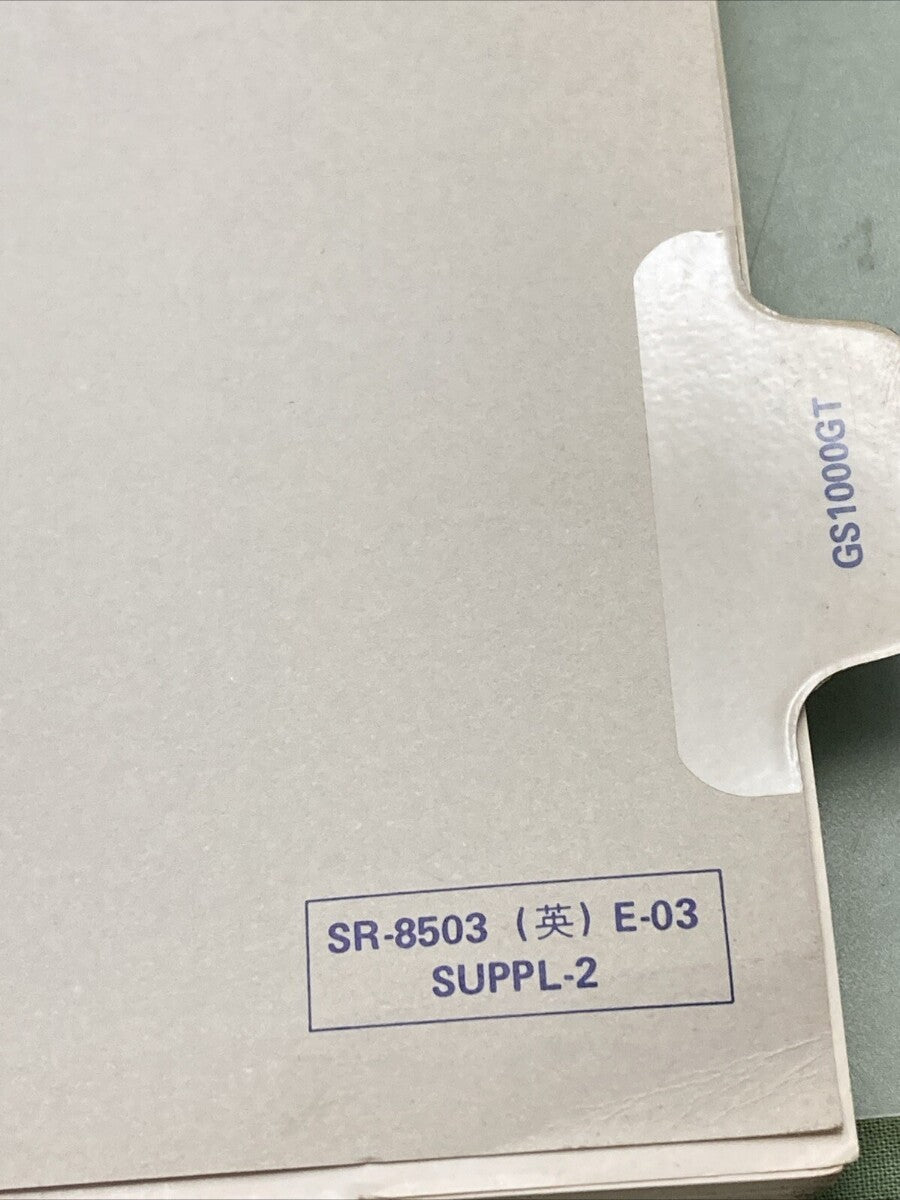 GS1000GT
SR-8503 (英) E-03
SUPPL-2